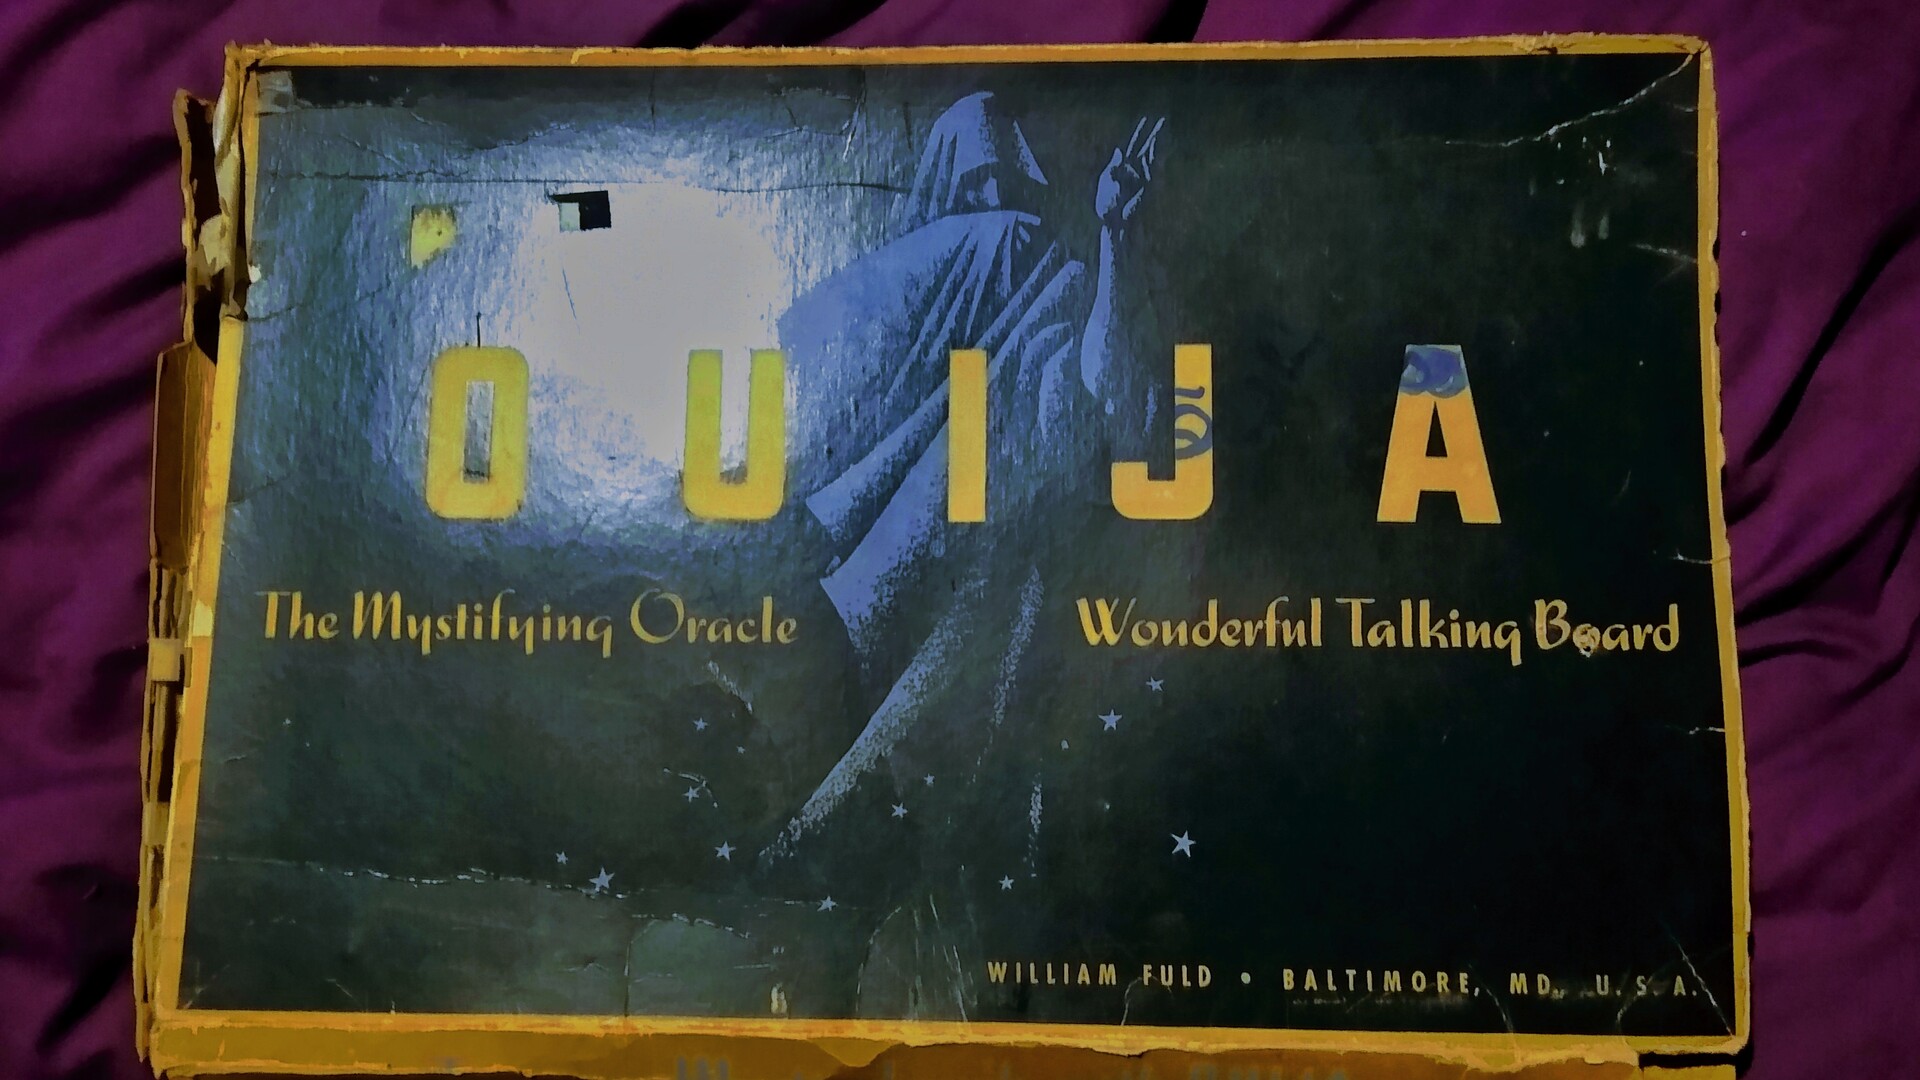 OUIJA
The Mystifying Oracle
Wonderful Talking Board
WILLIAM FULD • BALTIMORE, MD. U.S.A.